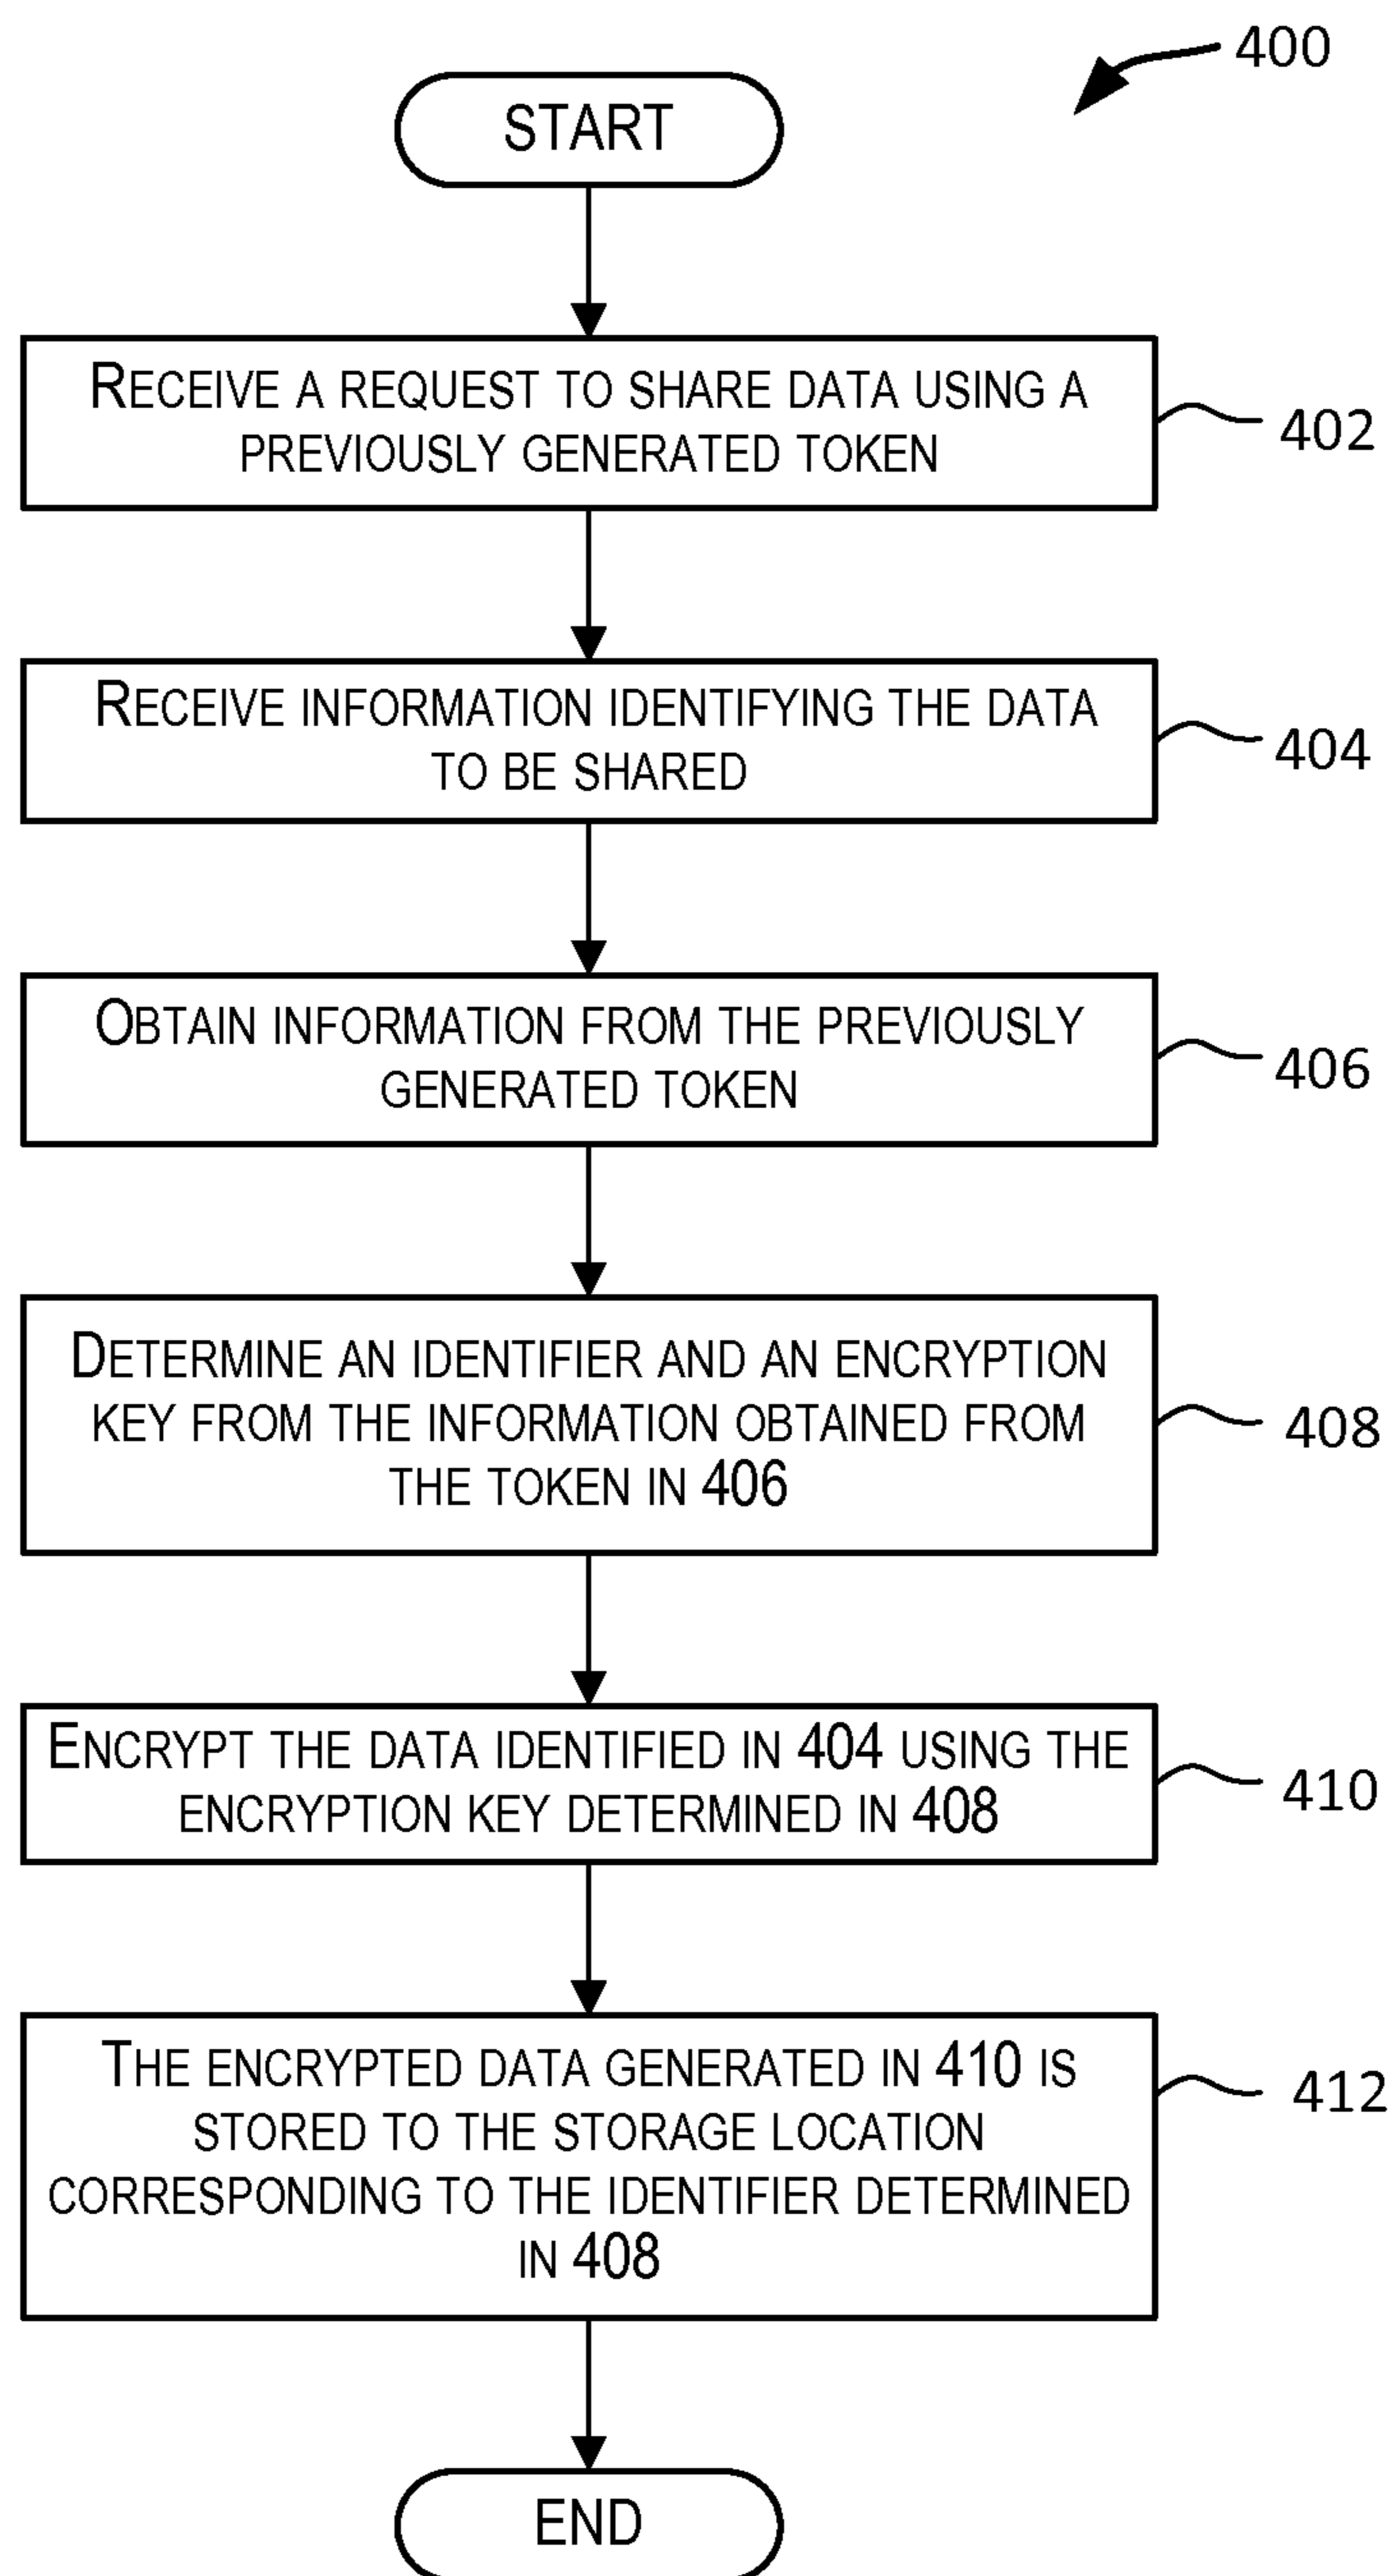 400
START
RECEIVE A REQUEST TO SHARE DATA USING A
PREVIOUSLY GENERATED TOKEN
402
RECEIVE INFORMATION IDENTIFYING THE DATA
TO BE SHARED
404
OBTAIN INFORMATION FROM THE PREVIOUSLY
GENERATED TOKEN
406
DETERMINE AN IDENTIFIER AND AN ENCRYPTION
KEY FROM THE INFORMATION OBTAINED FROM
THE TOKEN IN 406
408
ENCRYPT THE DATA IDENTIFIED IN 404 USING THE
ENCRYPTION KEY DETERMINED IN 408
410
THE ENCRYPTED DATA GENERATED IN 410 IS
STORED TO THE STORAGE LOCATION
CORRESPONDING TO THE IDENTIFIER DETERMINED
IN 408
412
END